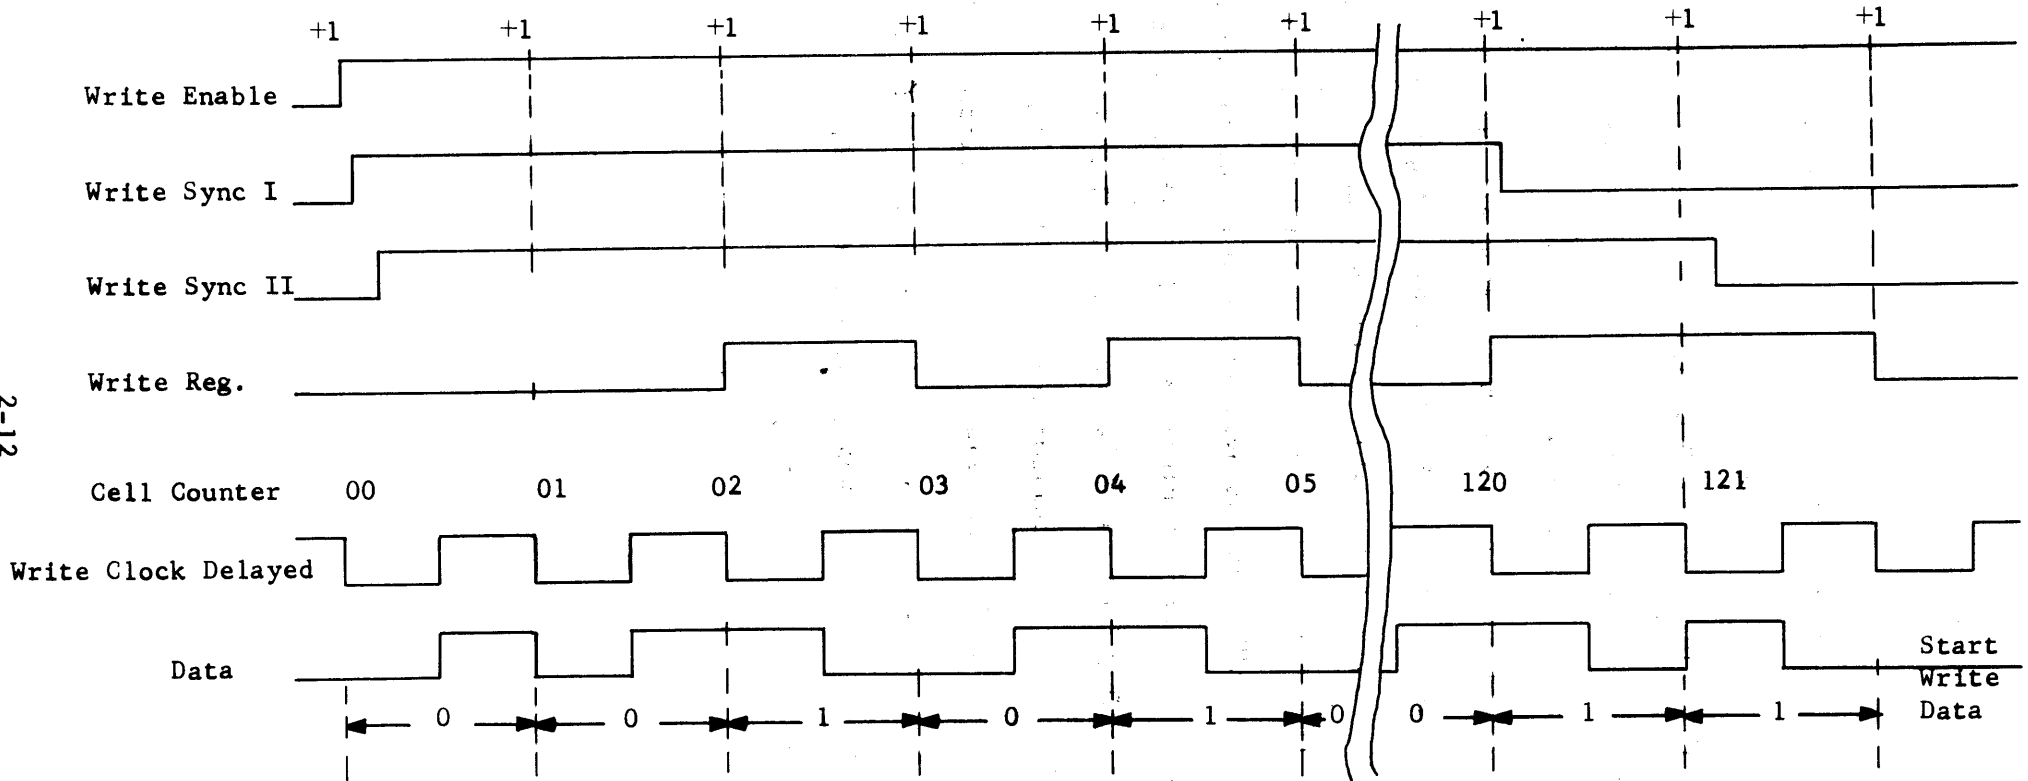 +1 +1 +1 +1 +1 +1 +1 +1 +1
Write Enable
Write Sync I
Write Sync II
Write Reg.
2-12
Cell Counter 00 01 02 03 04 05 120 121
Write Clock Delayed
Data
Start
Write
Data
0 0 1 0 1 0 0 1 1